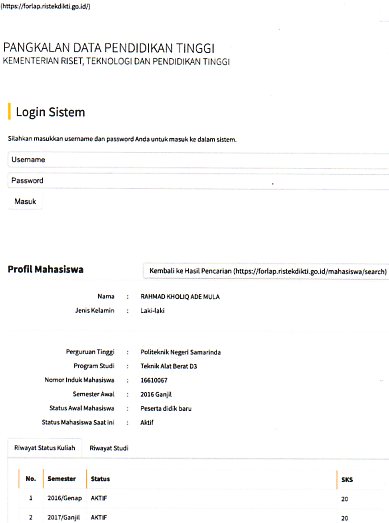 (https://forlap.ristekdikti.go.id/)
PANGKALAN DATA PENDIDIKAN TINGGI
KEMENTERIAN RISET, TEKNOLOGI DAN PENDIDIKAN TINGGI
Login Sistem
Silahkan masukkan username dan password Anda untuk masuk ke dalam sistem.
Username
Password
Masuk
Profil Mahasiswa Kembali ke Hasil Pencarian (https://forlap.ristekdikti.go.id/mahasiswa/search)
Nama : RAHMAD KHOLIQ ADE MULA
Jenis Kelamin : Laki-laki
Perguruan Tinggi : Politeknik Negeri Samarinda
Program Studi : Teknik Alat Berat D3
Nomor Induk Mahasiswa : 16610067
Semester Awal : 2016 Ganjil
Status Awal Mahasiswa : Peserta didik baru
Status Mahasiswa Saat ini : Aktif
Riwayat Status Kuliah Riwayat Studi
No. Semester Status SKS
1 2016/Genap AKTIF 20
2 2017/Ganjil AKTIF 20